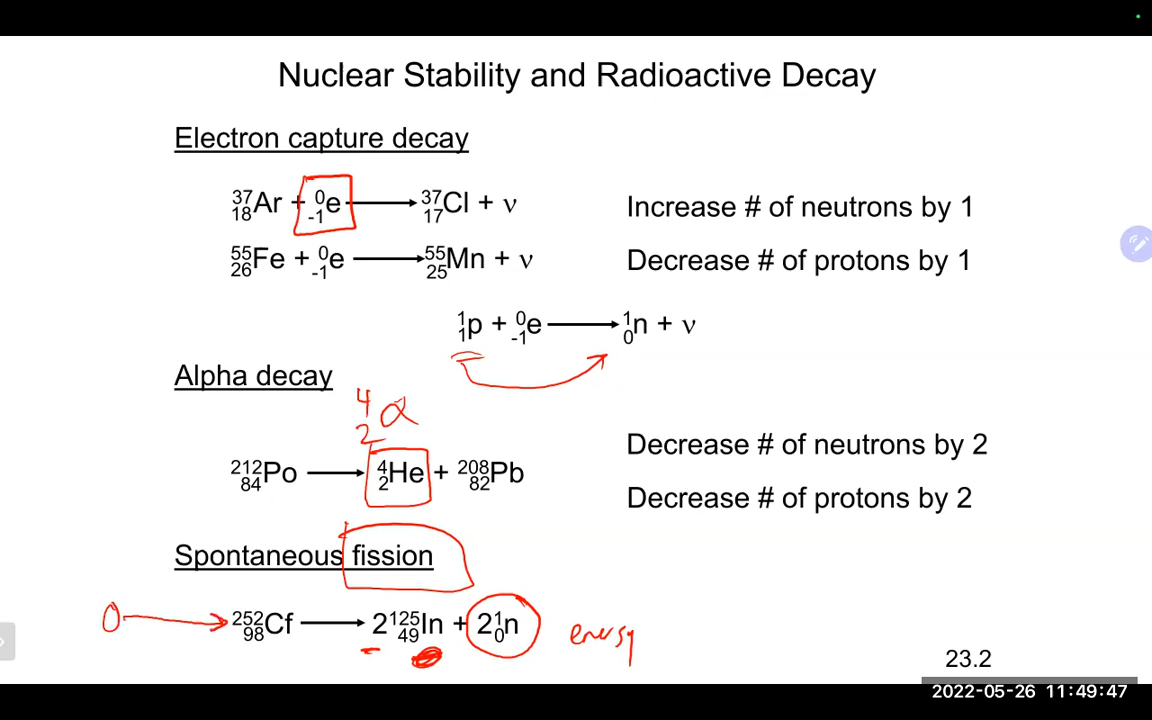 Nuclear Stability and Radioactive Decay
Electron capture decay
³⁷₁₈Ar + ⁰₋₁e ⟶ ³⁷₁₇Cl + ν
Increase # of neutrons by 1
⁵⁵₂₆Fe + ⁰₋₁e ⟶ ⁵⁵₂₅Mn + ν
Decrease # of protons by 1
¹₁p + ⁰₋₁e ⟶ ¹₀n + ν
Alpha decay
⁴₂α
Decrease # of neutrons by 2
²¹²₈₄Po ⟶ ⁴₂He + ²⁰⁸₈₂Pb
Decrease # of protons by 2
Spontaneous fission
²⁵²₉₈Cf ⟶ 2¹²⁵₄₉In + 2¹₀n
energy
23.2
2022-05-26 11:49:47